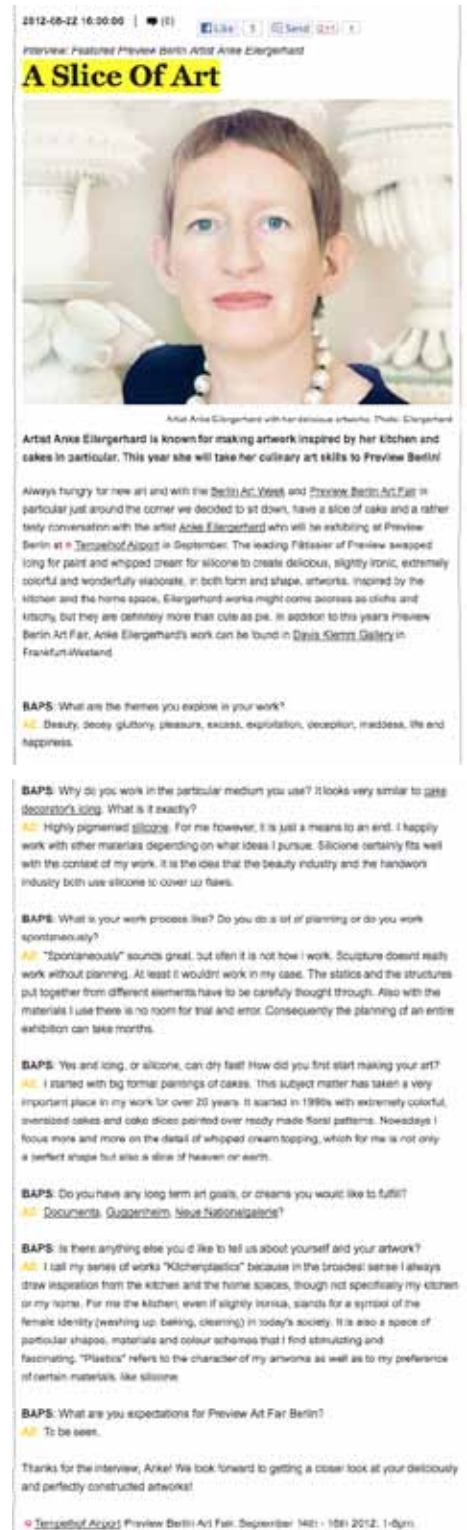 2012-08-22 16:00:00 | (0) Like 5 Send +1 1
Interview: Featured Preview Berlin Artist Anke Eilergerhard
A Slice Of Art
Artist Anke Eilergerhard with her delicious artworks. Photo: Eilergerhard
Artist Anke Eilergerhard is known for making artwork inspired by her kitchen and
cakes in particular. This year she will take her culinary art skills to Preview Berlin!
Always hungry for new art and with the Berlin Art Week and Preview Berlin Art Fair in
particular just around the corner we decided to sit down, have a slice of cake and a rather
tasty conversation with the artist Anke Eilergerhard who will be exhibiting at Preview
Berlin at Tempelhof Airport in September. The leading Pâtissier of Preview swapped
icing for paint and whipped cream for silicone to create delicious, slightly ironic, extremely
colorful and wonderfully elaborate, in both form and shape, artworks. Inspired by the
kitchen and the home space, Eilergerhard works might come across as cliché and
kitschy, but they are definitely more than cute as pie. In addition to this year's Preview
Berlin Art Fair, Anke Eilergerhard's work can be found in Davis Klemm Gallery in
Frankfurt-Westend.
BAPS: What are the themes you explore in your work?
AE: Beauty, decay, gluttony, pleasure, excess, exploitation, deception, madness, life and
happiness.
BAPS: Why do you work in the particular medium you use? It looks very similar to cake
decorator's icing. What is it exactly?
AE: Highly pigmented silicone. For me however, it is just a means to an end. I happily
work with other materials depending on what ideas I pursue. Silicone certainly fits well
with the context of my work. It is the idea that the beauty industry and the handwork
industry both use silicone to cover up flaws.
BAPS: What is your work process like? Do you do a lot of planning or do you work
spontaneously?
AE: "Spontaneously" sounds great, but often it is not how I work. Sculpture doesnt really
work without planning. At least it wouldnt work in my case. The statics and the structures
put together from different elements have to be carefuly thought through. Also with the
materials I use there is no room for trial and error. Consequently the planning of an entire
exhibition can take months.
BAPS: Yes and icing, or silicone, can dry fast! How did you first start making your art?
AE: I started with big format paintings of cakes. This subject matter has taken a very
important place in my work for over 20 years. It started in 1990s with extremely colorful,
oversized cakes and cake slices painted over ready made floral patterns. Nowadays I
focus more and more on the detail of whipped cream topping, which for me is not only
a perfect shape but also a slice of heaven on earth.
BAPS: Do you have any long term art goals, or dreams you would like to fulfill?
AE: Documenta, Guggenheim, Neue Nationalgalerie?
BAPS: Is there anything else you d like to tell us about yourself and your artwork?
AE: I call my series of works "Kitchenplastics" because in the broadest sense I always
draw inspiration from the kitchen and the home spaces, though not specifically my kitchen
or my home. For me the kitchen, even if slightly ironica, stands for a symbol of the
female identity (washing up, baking, cleaning) in today's society. It is also a space of
particular shapes, materials and colour schemes that I find stimulating and
fascinating. "Plastics" refers to the character of my artworks as well as to my preference
of certain materials, like silicone.
BAPS: What are you expectations for Preview Art Fair Berlin?
AE: To be seen.
Thanks for the interview, Anke! We look forward to getting a closer look at your deliciously
and perfectly constructed artworks!
Tempelhof Airport Preview Berlin Art Fair, September 14th - 16th 2012, 1-8pm.